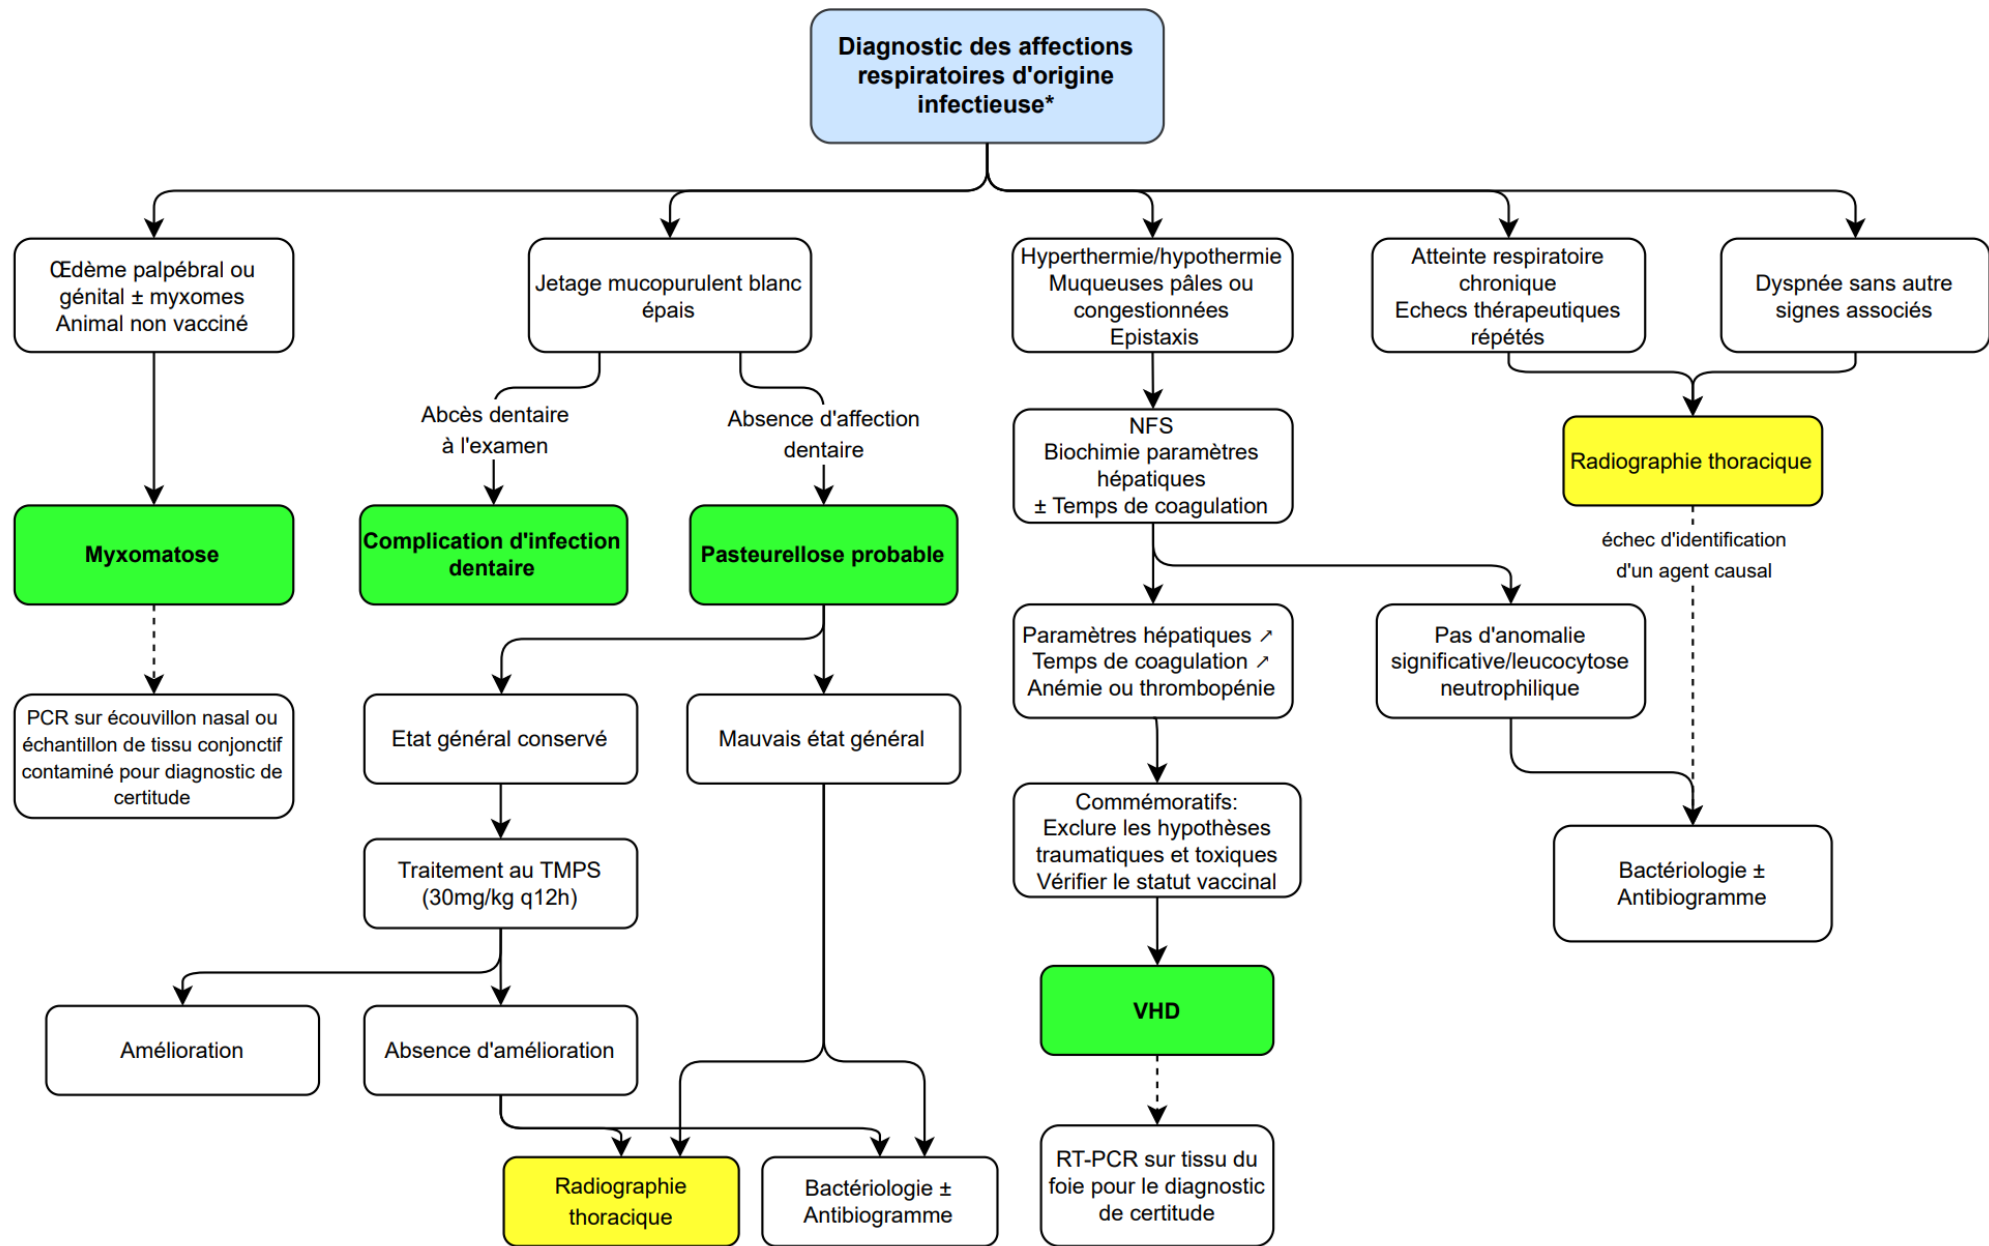 Diagnostic des affections
respiratoires d'origine
infectieuse*
Œdème palpébral ou
génital ± myxomes
Animal non vacciné
Jetage mucopurulent blanc
épais
Hyperthermie/hypothermie
Muqueuses pâles ou
congestionnées
Epistaxis
Atteinte respiratoire
chronique
Echecs thérapeutiques
répétés
Dyspnée sans autre
signes associés
Abcès dentaire
à l'examen
Absence d'affection
dentaire
NFS
Biochimie paramètres
hépatiques
± Temps de coagulation
Radiographie thoracique
Myxomatose
Complication d'infection
dentaire
Pasteurellose probable
échec d'identification
d'un agent causal
Paramètres hépatiques ↗
Temps de coagulation ↗
Anémie ou thrombopénie
Pas d'anomalie
significative/leucocytose
neutrophilique
PCR sur écouvillon nasal ou
échantillon de tissu conjonctif
contaminé pour diagnostic de
certitude
Etat général conservé
Mauvais état général
Commémoratifs:
Exclure les hypothèses
traumatiques et toxiques
Vérifier le statut vaccinal
Traitement au TMPS
(30mg/kg q12h)
Bactériologie ±
Antibiogramme
VHD
Amélioration
Absence d'amélioration
RT-PCR sur tissu du
foie pour le diagnostic
de certitude
Radiographie
thoracique
Bactériologie ±
Antibiogramme